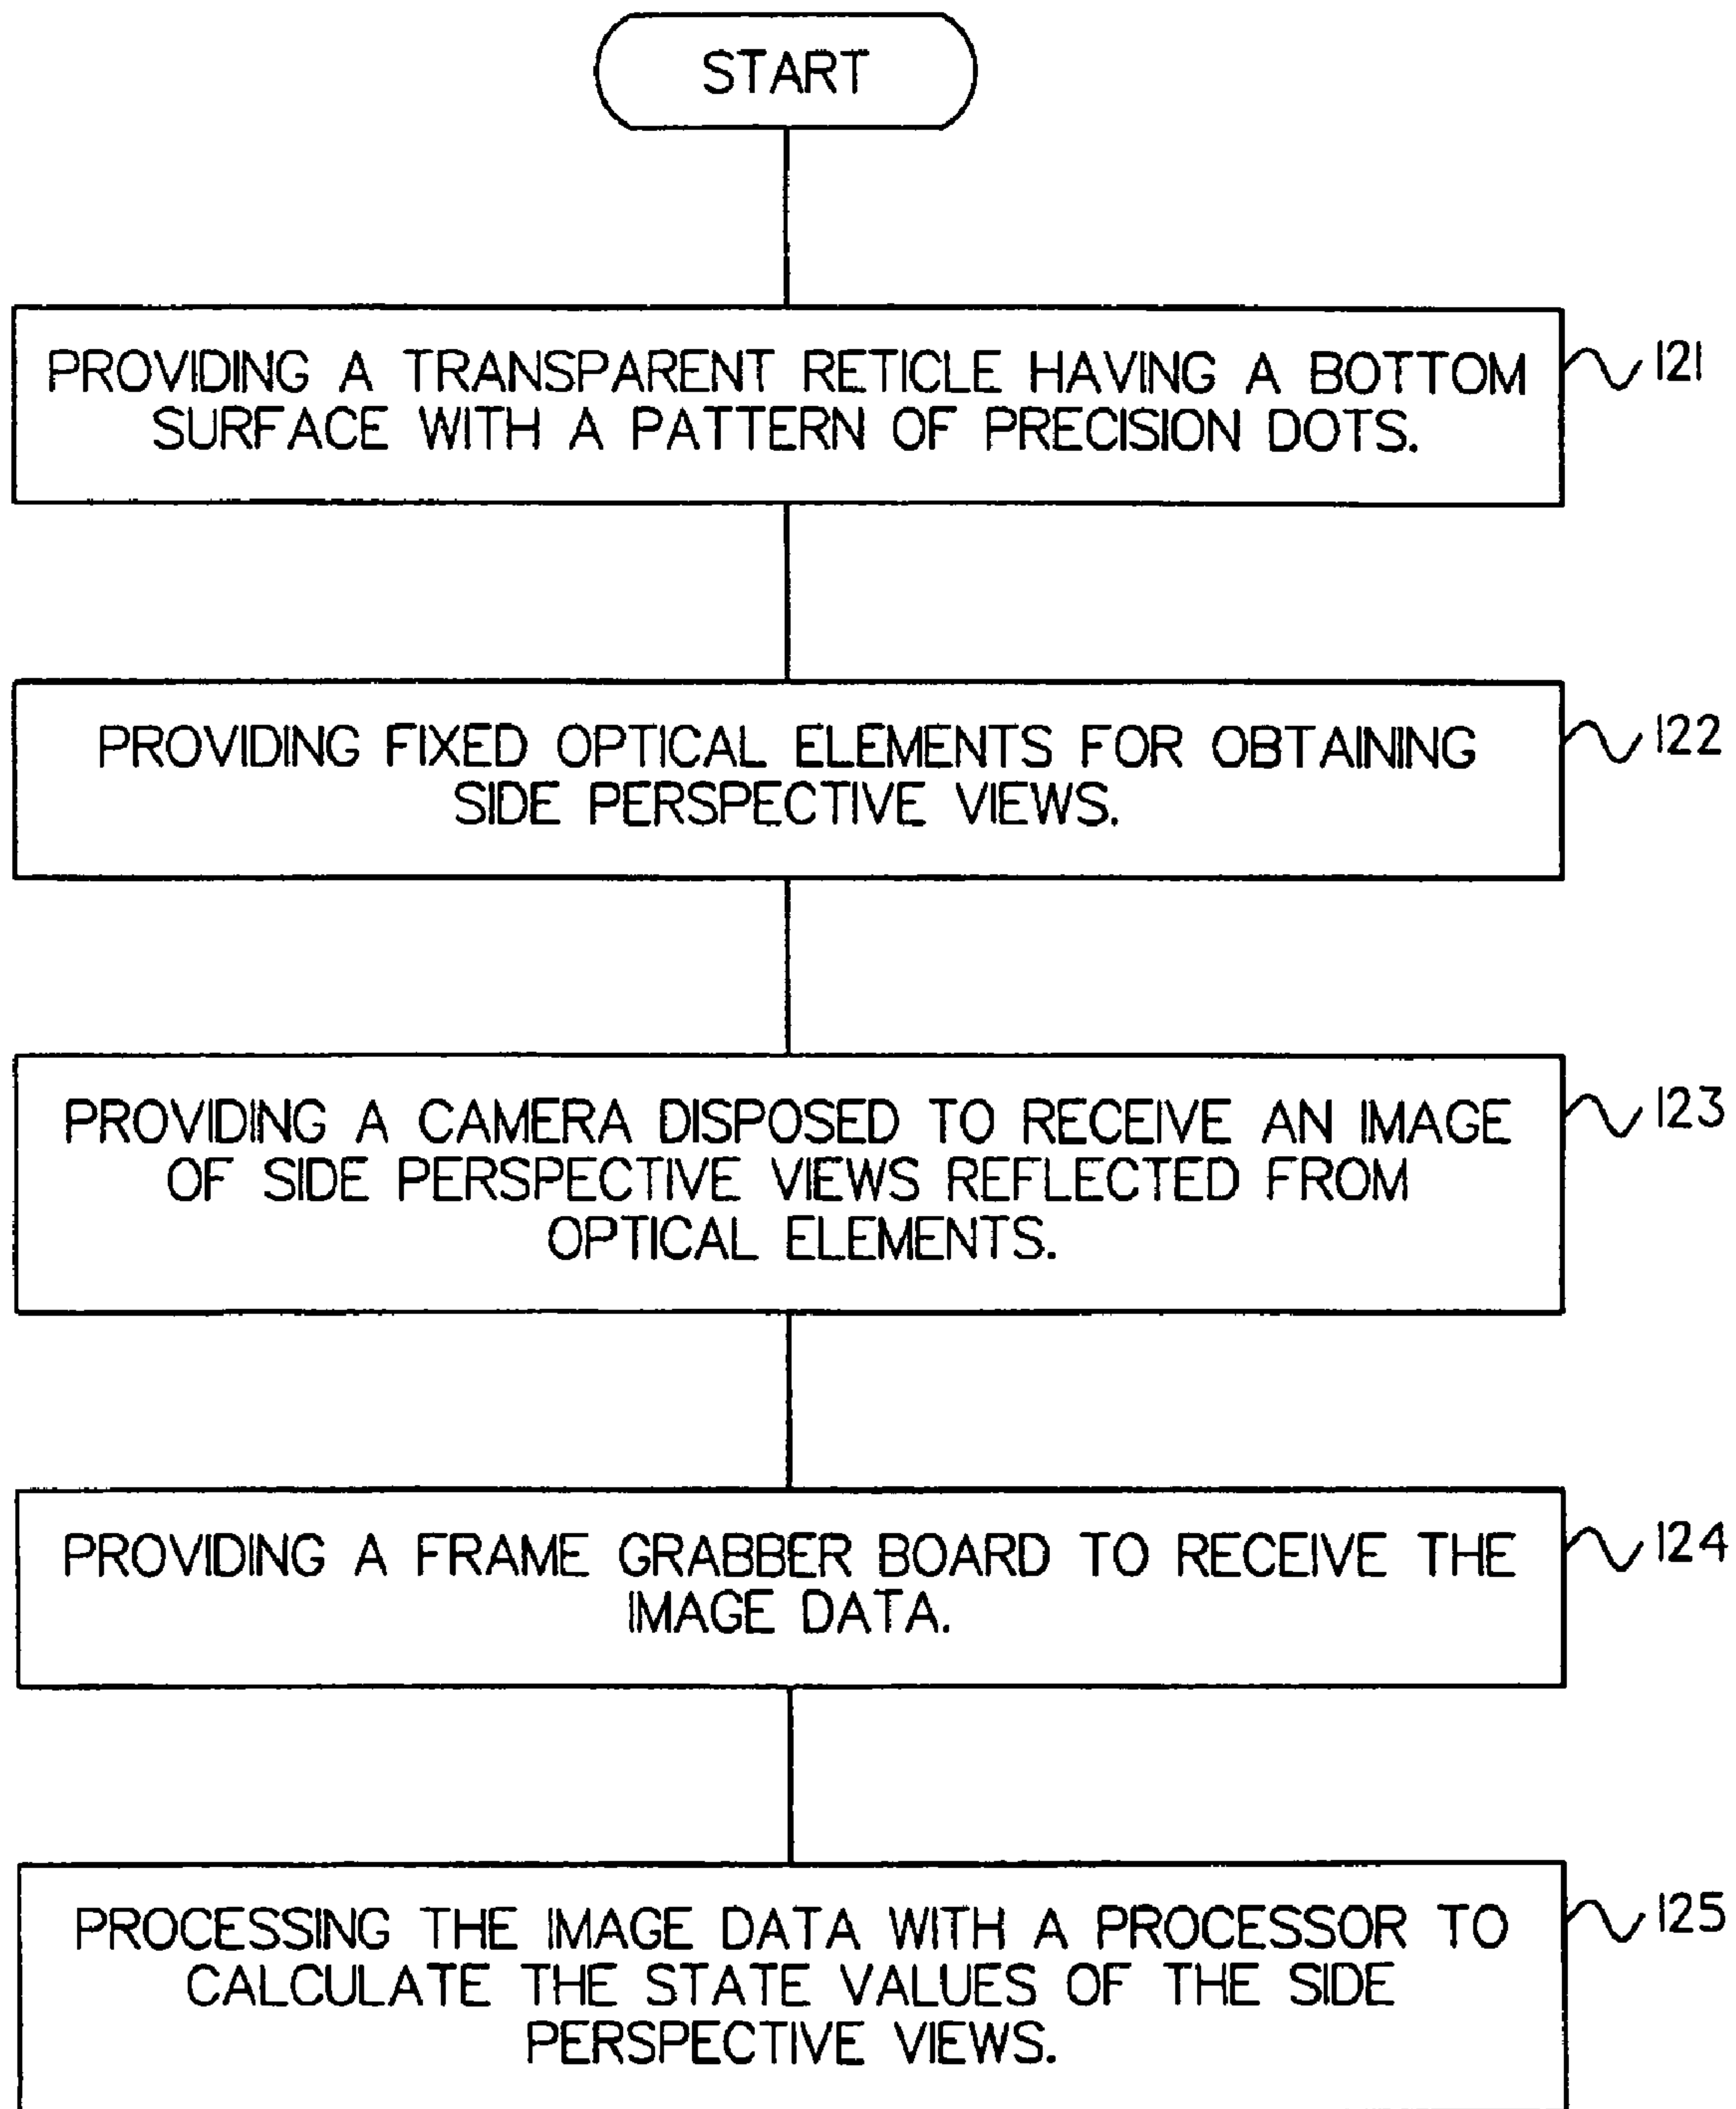 START
PROVIDING A TRANSPARENT RETICLE HAVING A BOTTOM
SURFACE WITH A PATTERN OF PRECISION DOTS.
121
PROVIDING FIXED OPTICAL ELEMENTS FOR OBTAINING
SIDE PERSPECTIVE VIEWS.
122
PROVIDING A CAMERA DISPOSED TO RECEIVE AN IMAGE
OF SIDE PERSPECTIVE VIEWS REFLECTED FROM
OPTICAL ELEMENTS.
123
PROVIDING A FRAME GRABBER BOARD TO RECEIVE THE
IMAGE DATA.
124
PROCESSING THE IMAGE DATA WITH A PROCESSOR TO
CALCULATE THE STATE VALUES OF THE SIDE
PERSPECTIVE VIEWS.
125